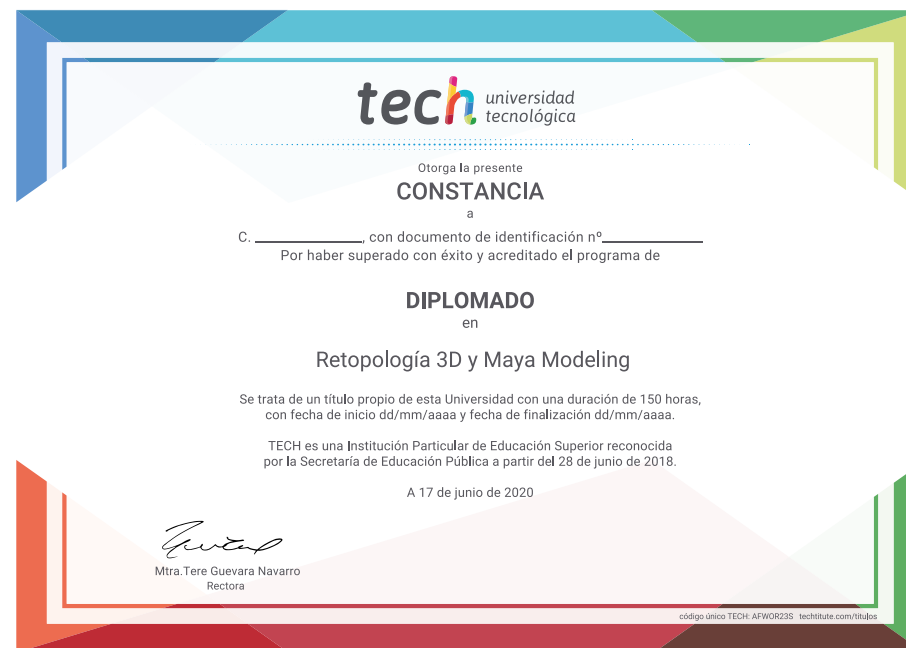 tech universidad
tecnológica
Otorga la presente
CONSTANCIA
a
C. ____________, con documento de identificación nº____________
Por haber superado con éxito y acreditado el programa de
DIPLOMADO
en
Retopología 3D y Maya Modeling
Se trata de un título propio de esta Universidad con una duración de 150 horas,
con fecha de inicio dd/mm/aaaa y fecha de finalización dd/mm/aaaa.
TECH es una Institución Particular de Educación Superior reconocida
por la Secretaría de Educación Pública a partir del 28 de junio de 2018.
A 17 de junio de 2020
Mtra.Tere Guevara Navarro
Rectora
código único TECH: AFWOR23S techtitute.com/titulos